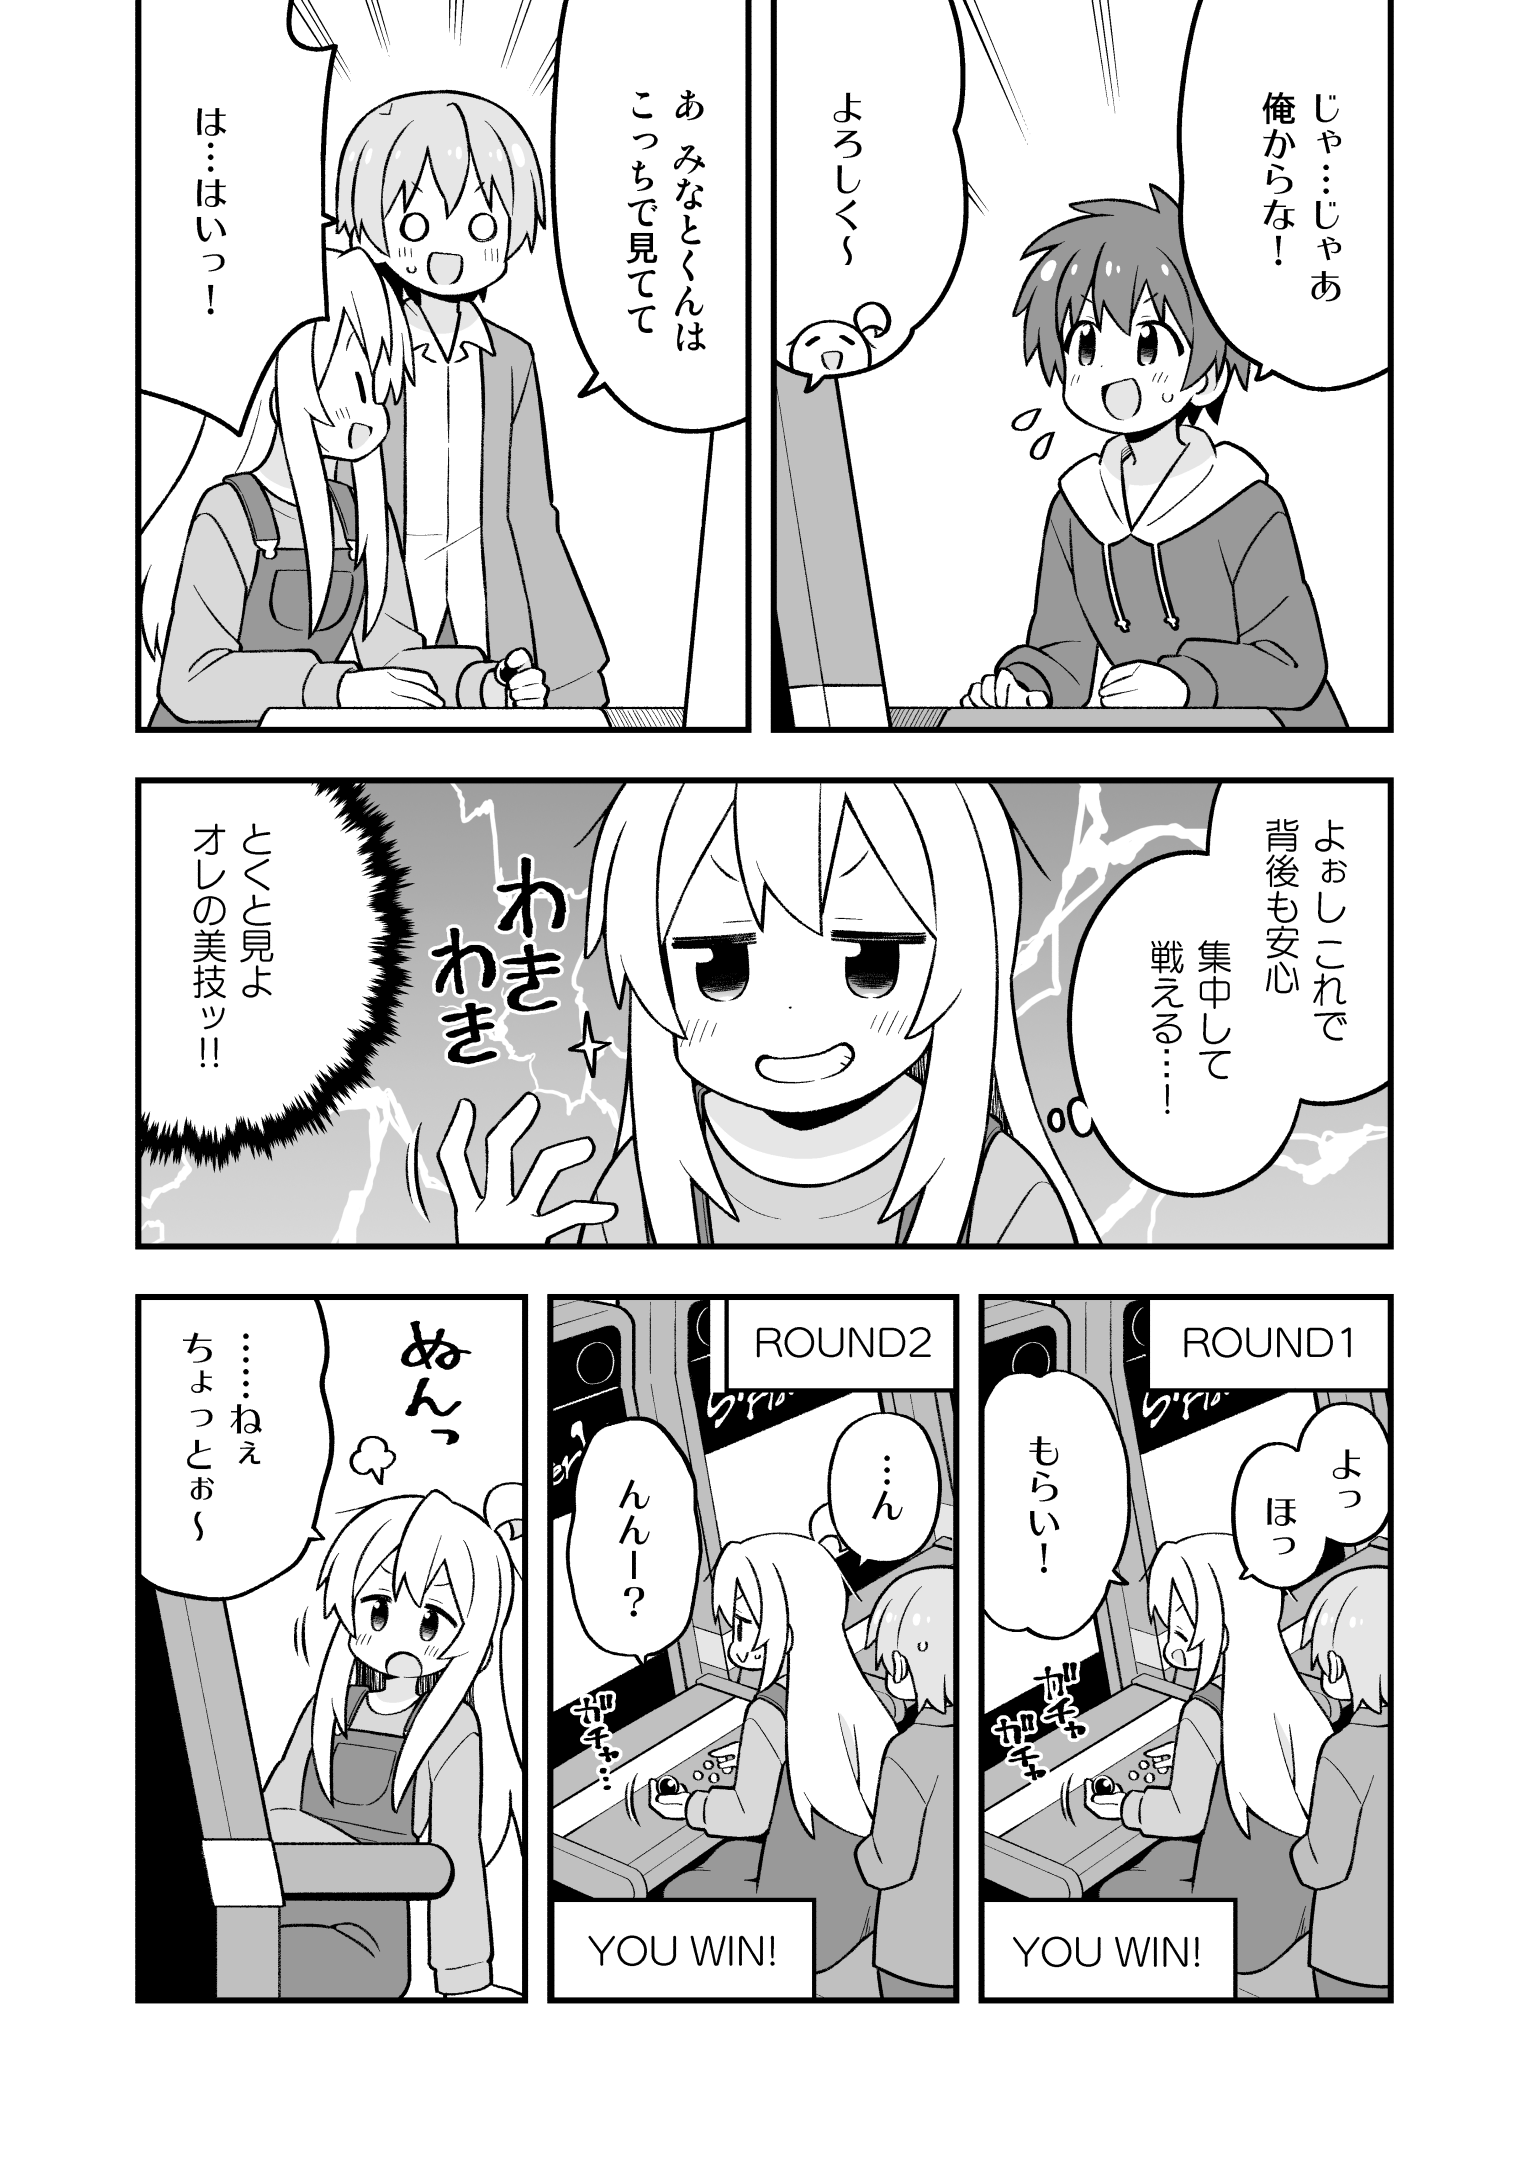 じゃ…じゃあ
俺からな!
よろしく～
あ みなとくんは
こっちで見てて
は…はいっ!
よぉし これで
背後も安心
集中して
戦える…!
わき
わき
とくと見よ
オレの美技ッ!!
ROUND1
よっ
ほっ
もらい!
ガチャ
ガチャ
YOU WIN!
ROUND2
…ん
んんー?
ガチャ…
YOU WIN!
ぬんっ
……ねぇ
ちょっとぉ～